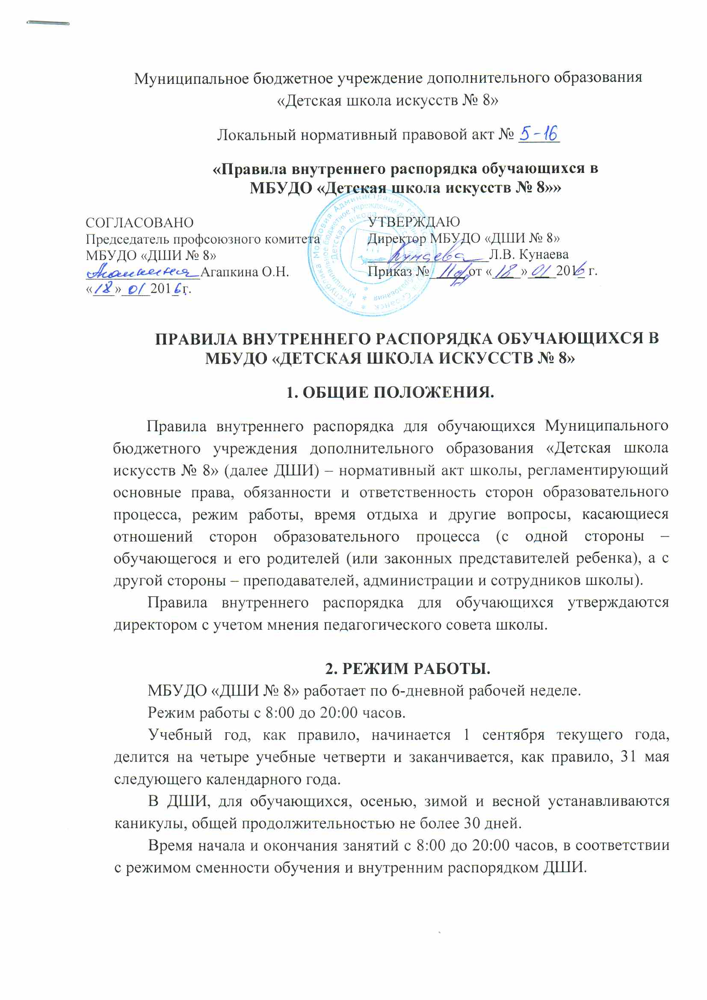 Муниципальное бюджетное учреждение дополнительного образования
«Детская школа искусств № 8»
Локальный нормативный правовой акт № 5-16
«Правила внутреннего распорядка обучающихся в
МБУДО «Детская школа искусств № 8»»
СОГЛАСОВАНО
Председатель профсоюзного комитета
МБУДО «ДШИ № 8»
Агапкина О.Н.
«18» 01 2016 г.
УТВЕРЖДАЮ
Директор МБУДО «ДШИ № 8»
Кунаева Л.В. Кунаева
Приказ № от «18» 01 2016 г.
Республика Мордовия Администрация Саранск
Муниципальное бюджетное учреждение образования
"Детская школа
ПРАВИЛА ВНУТРЕННЕГО РАСПОРЯДКА ОБУЧАЮЩИХСЯ В
МБУДО «ДЕТСКАЯ ШКОЛА ИСКУССТВ № 8»
1. ОБЩИЕ ПОЛОЖЕНИЯ.
Правила внутреннего распорядка для обучающихся Муниципального
бюджетного учреждения дополнительного образования «Детская школа
искусств № 8» (далее ДШИ) – нормативный акт школы, регламентирующий
основные права, обязанности и ответственность сторон образовательного
процесса, режим работы, время отдыха и другие вопросы, касающиеся
отношений сторон образовательного процесса (с одной стороны –
обучающегося и его родителей (или законных представителей ребенка), а с
другой стороны – преподавателей, администрации и сотрудников школы).
Правила внутреннего распорядка для обучающихся утверждаются
директором с учетом мнения педагогического совета школы.
2. РЕЖИМ РАБОТЫ.
МБУДО «ДШИ № 8» работает по 6-дневной рабочей неделе.
Режим работы с 8:00 до 20:00 часов.
Учебный год, как правило, начинается 1 сентября текущего года,
делится на четыре учебные четверти и заканчивается, как правило, 31 мая
следующего календарного года.
В ДШИ, для обучающихся, осенью, зимой и весной устанавливаются
каникулы, общей продолжительностью не более 30 дней.
Время начала и окончания занятий с 8:00 до 20:00 часов, в соответствии
с режимом сменности обучения и внутренним распорядком ДШИ.